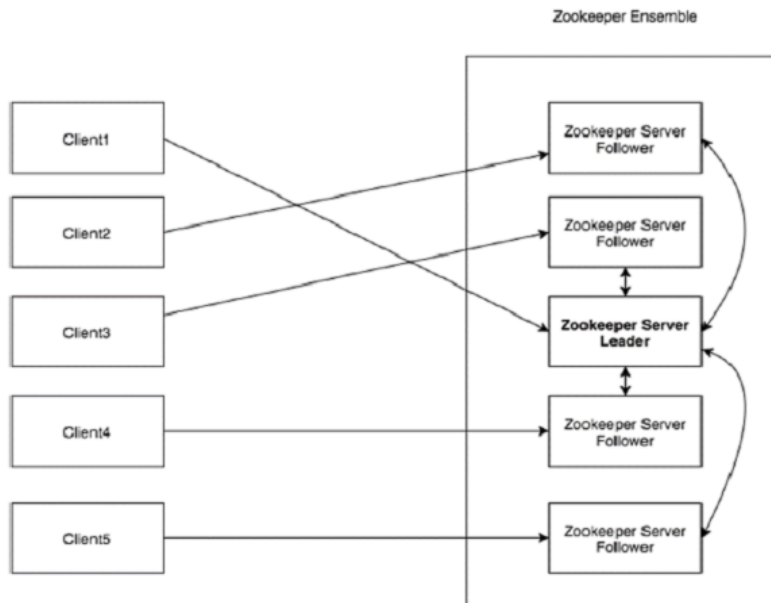 Zookeeper Ensemble
Client1
Zookeeper Server
Follower
Client2
Zookeeper Server
Follower
Client3
Zookeeper Server
Leader
Client4
Zookeeper Server
Follower
Client5
Zookeeper Server
Follower